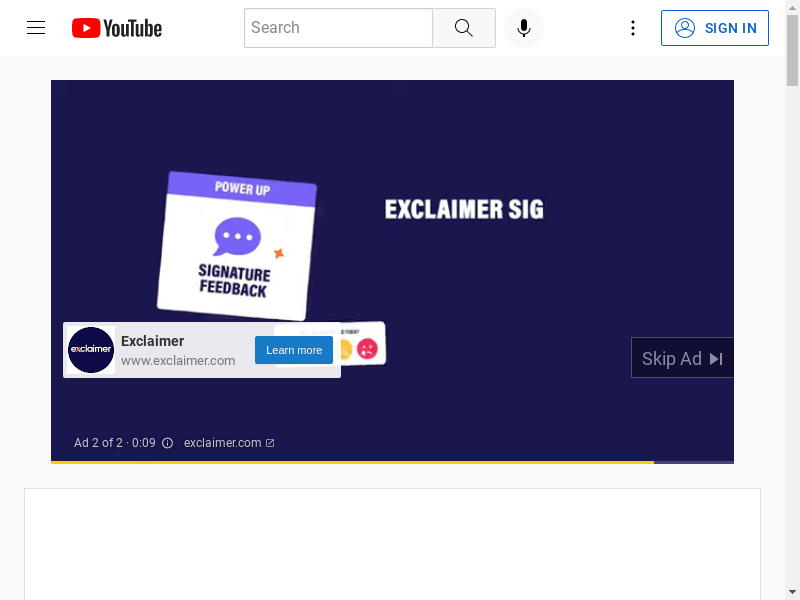 YouTube
Search
SIGN IN
POWER UP
SIGNATURE
FEEDBACK
EXCLAIMER SIG
exclaimer
Exclaimer
www.exclaimer.com
Learn more
Skip Ad
Ad 2 of 2 · 0:09
exclaimer.com